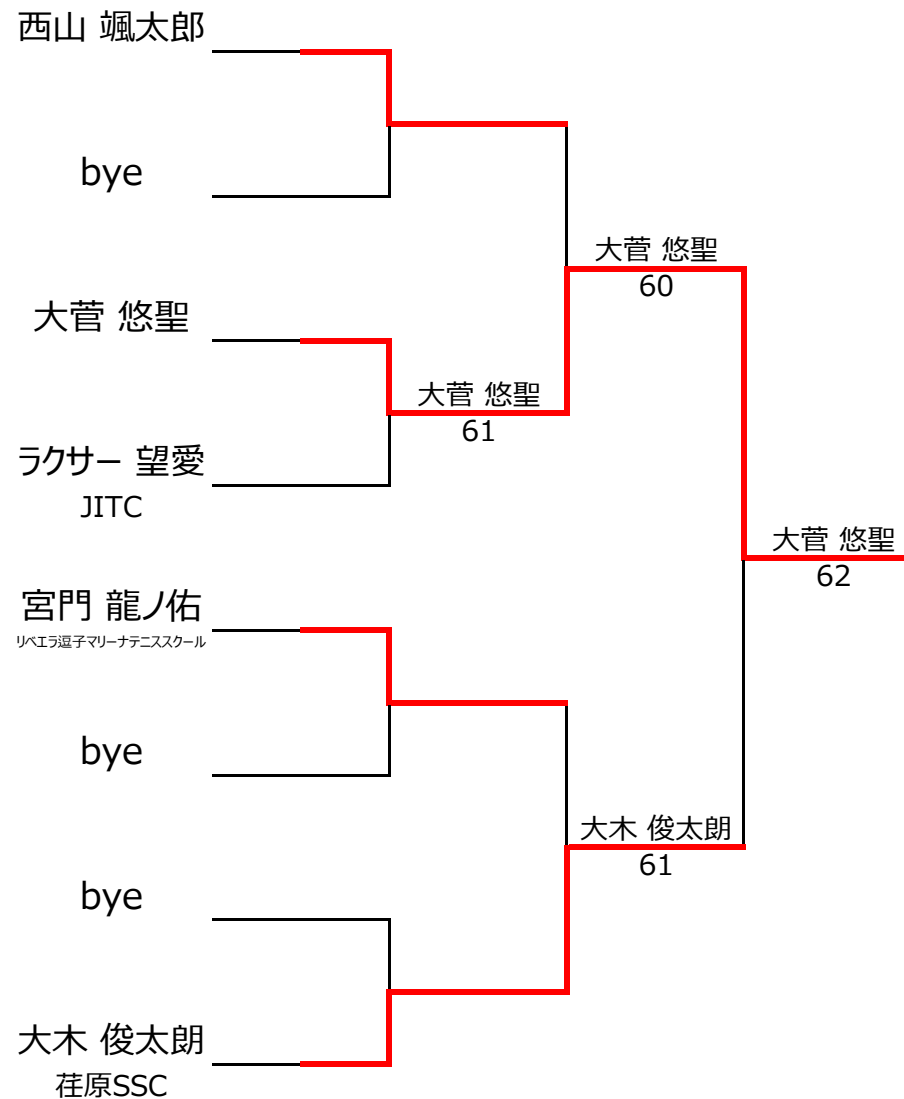 西山 颯太郎
bye
大菅 悠聖
60
大菅 悠聖
大菅 悠聖
61
ラクサー 望愛
JITC
大菅 悠聖
62
宮門 龍ノ佑
リベエラ逗子マリーナテニススクール
bye
大木 俊太朗
61
bye
大木 俊太朗
荏原SSC